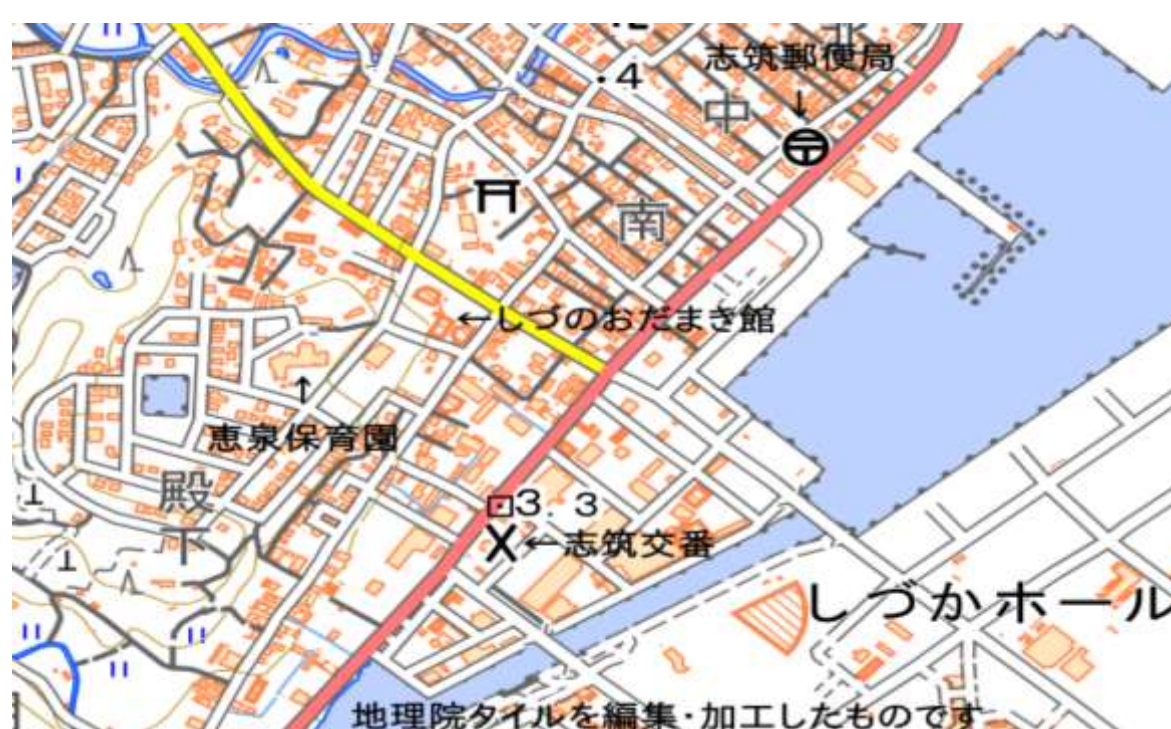 志筑郵便局
・4
中
南
←しづのおだまき館
恵泉保育園
殿
下
3.3
←志筑交番
しづかホール
地理院タイルを編集・加工したものです